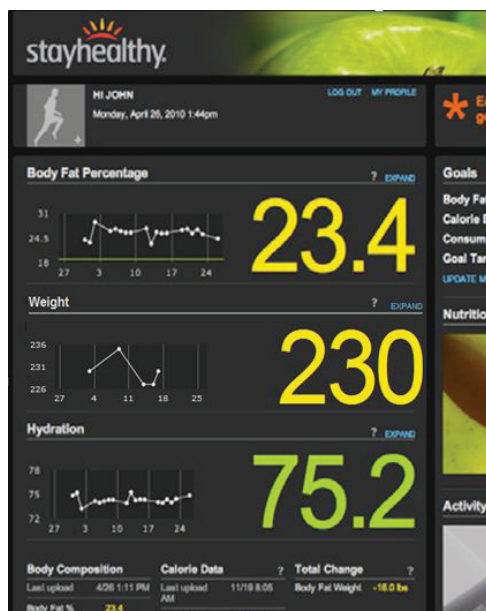 stayhealthy.
HI JOHN
LOG OUT MY PROFILE
Monday, April 26, 2010 1:44pm
Body Fat Percentage
? EXPAND
31
24.5
18
27 3 10 17 24
23.4
Goals
Body Fat
Calorie
Consum
Goal Tar
UPDATE M
Weight
? EXPAND
236
231
226
27 4 11 18 25
230
Nutritio
Hydration
? EXPAND
78
75
72
27 3 10 17 24
75.2
Activity
Body Composition
Last upload 4/26 1:11 PM
Body Fat % 23.4
Calorie Data ?
Last upload 11/19 8:05
AM
Total Change ?
Body Fat Weight -16.0 lbs